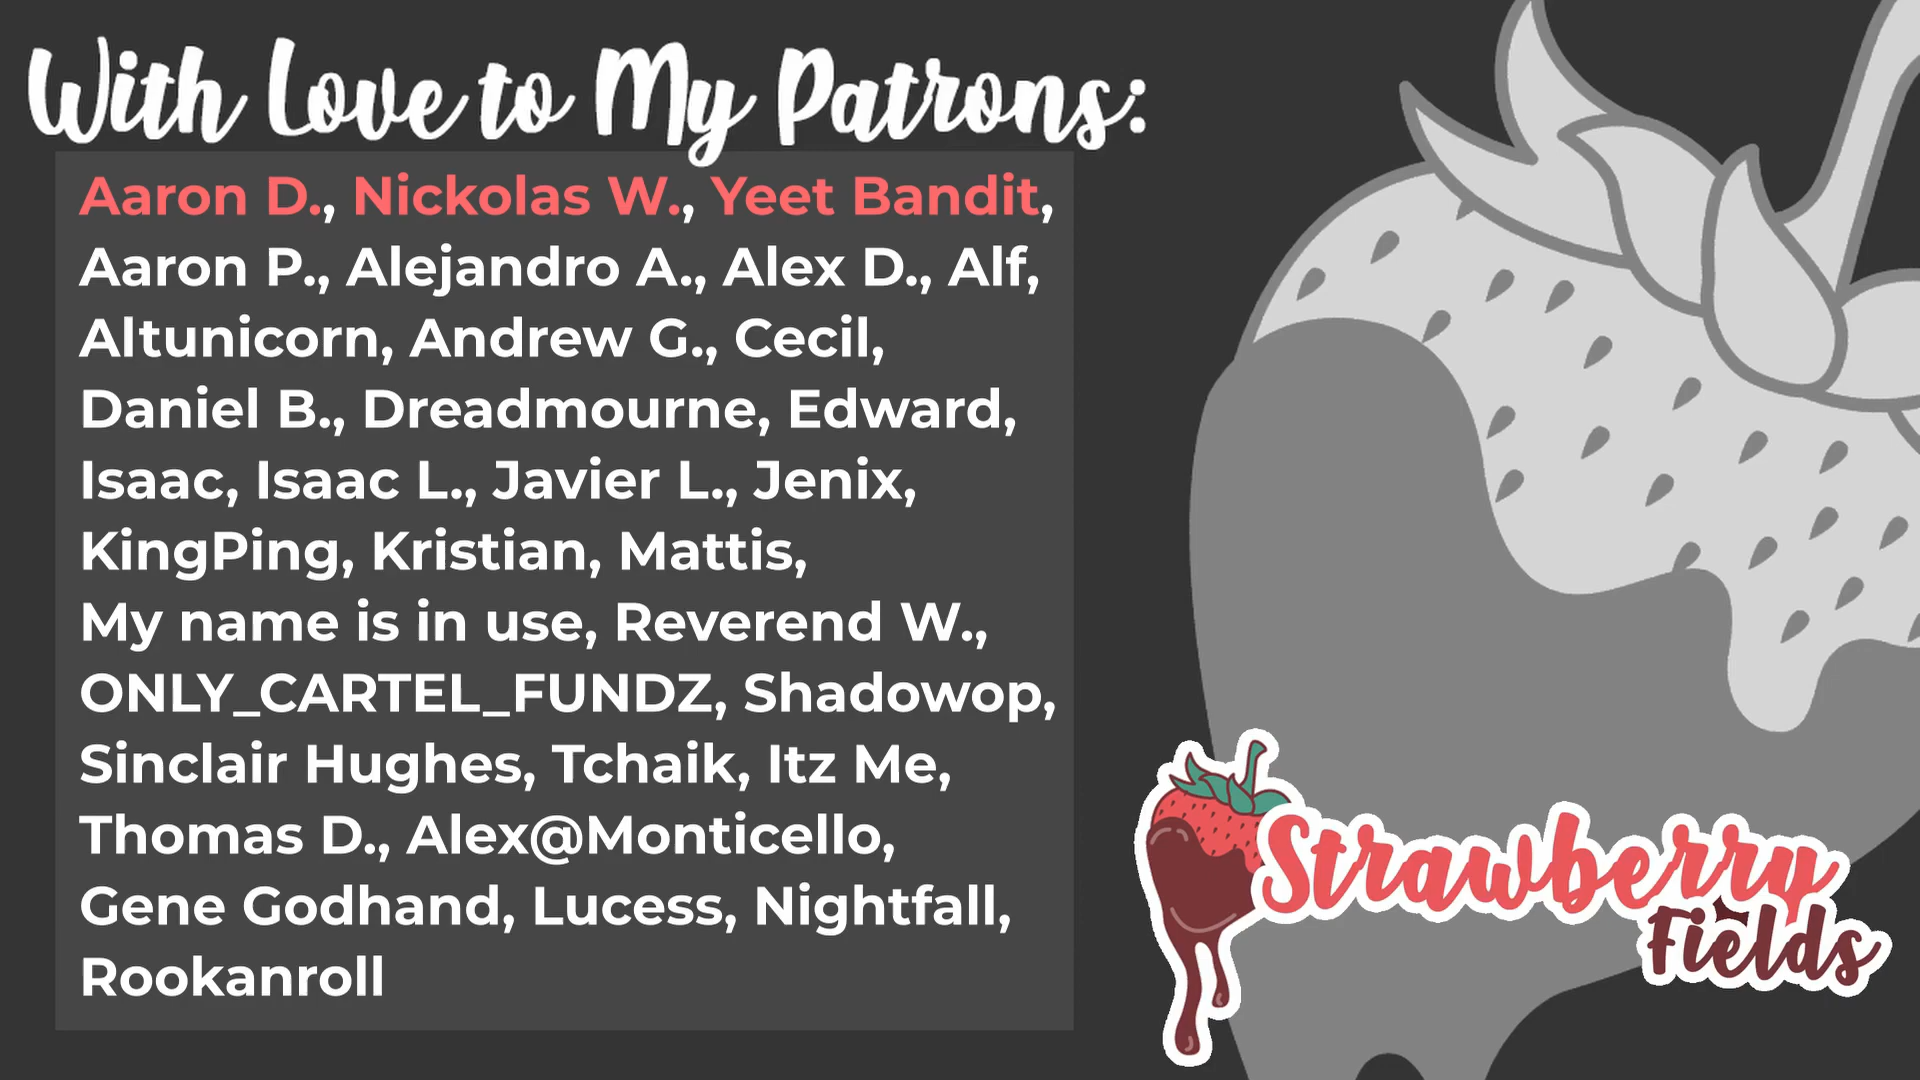 With Love to My Patrons:
Aaron D., Nickolas W., Yeet Bandit,
Aaron P., Alejandro A., Alex D., Alf,
Altunicorn, Andrew G., Cecil,
Daniel B., Dreadmourne, Edward,
Isaac, Isaac L., Javier L., Jenix,
KingPing, Kristian, Mattis,
My name is in use, Reverend W.,
ONLY_CARTEL_FUNDZ, Shadowop,
Sinclair Hughes, Tchaik, Itz Me,
Thomas D., Alex@Monticello,
Gene Godhand, Lucess, Nightfall,
Rookanroll
Strawberry
Fields